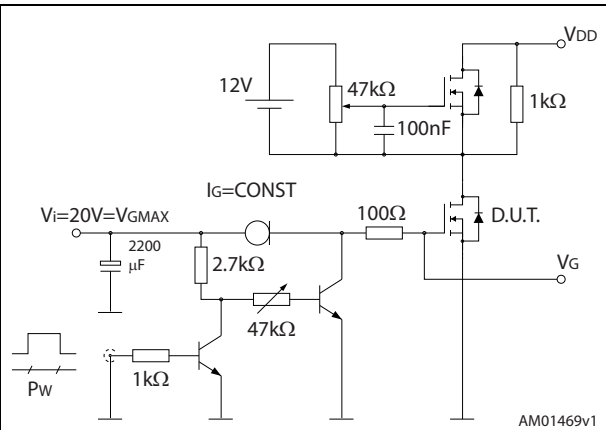 VDD
12V
47kΩ
1kΩ
100nF
IG=CONST
Vi=20V=VGMAX
100Ω
D.U.T.
2200
μF
2.7kΩ
VG
47kΩ
1kΩ
PW
AM01469v1